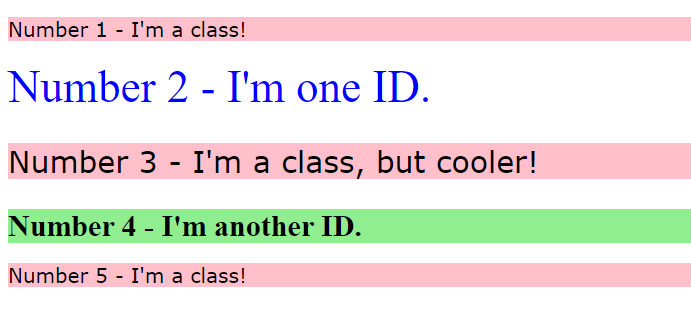 Number 1 - I'm a class!
Number 2 - I'm one ID.
Number 3 - I'm a class, but cooler!
Number 4 - I'm another ID.
Number 5 - I'm a class!